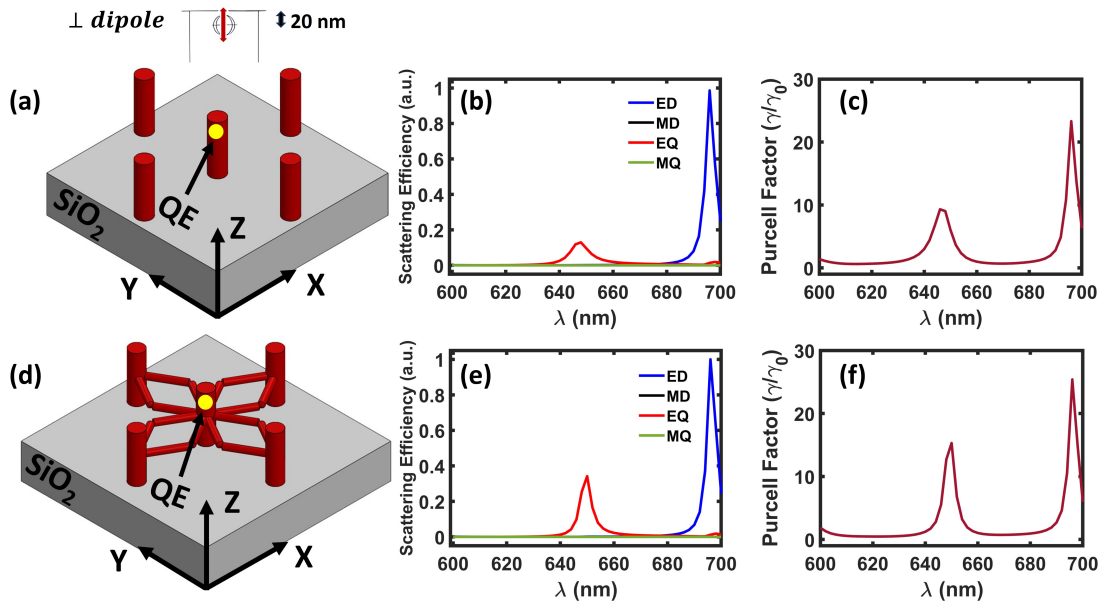 ⊥ dipole
20 nm
(a)
SiO2
QE
Z
Y
X
(b)
Scattering Efficiency (a.u.)
1
0.8
0.6
0.4
0.2
0
ED
MD
EQ
MQ
600 620 640 660 680 700
λ (nm)
(c)
Purcell Factor (γ/γ0)
30
20
10
0
600 620 640 660 680 700
λ (nm)
(d)
SiO2
QE
Z
Y
X
(e)
Scattering Efficiency (a.u.)
1
0.8
0.6
0.4
0.2
0
ED
MD
EQ
MQ
600 620 640 660 680 700
λ (nm)
(f)
Purcell Factor (γ/γ0)
30
20
10
0
600 620 640 660 680 700
λ (nm)